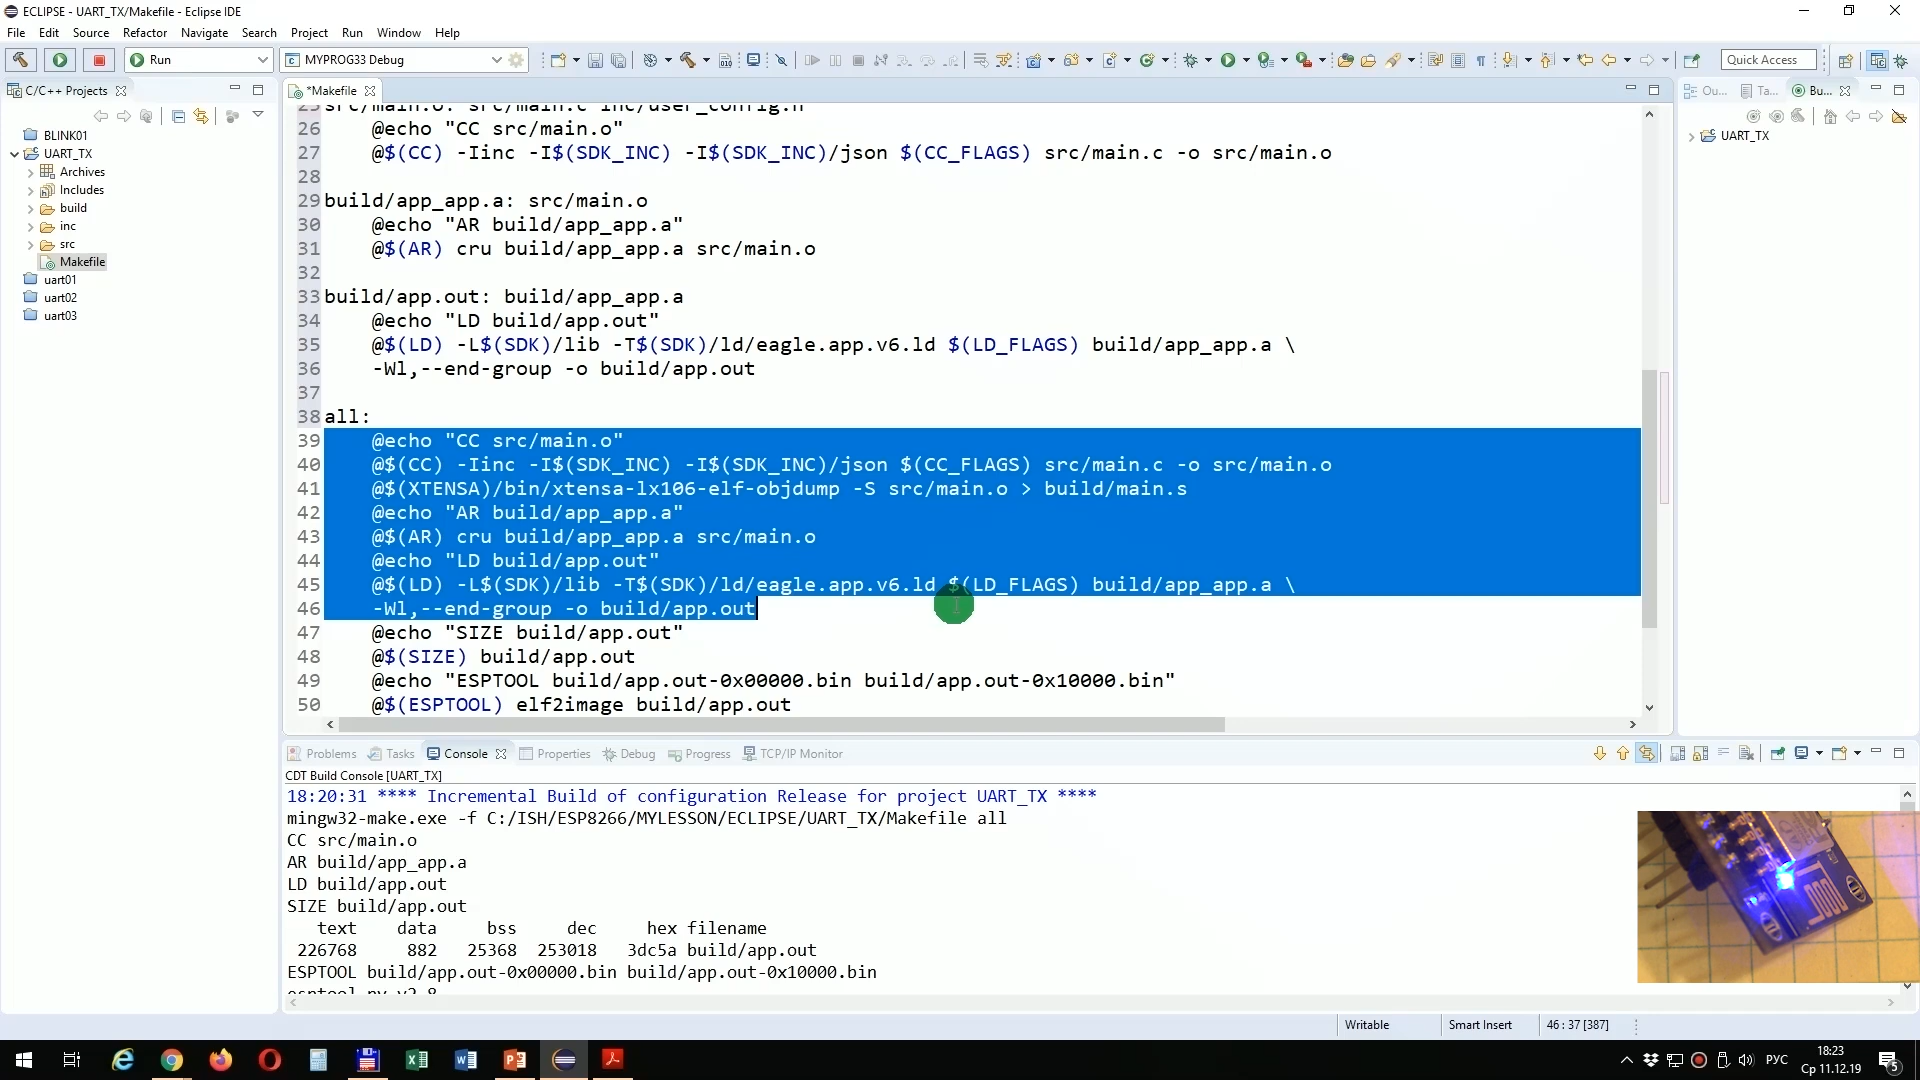 ECLIPSE - UART_TX/Makefile - Eclipse IDE
File Edit Source Refactor Navigate Search Project Run Window Help
Run
MYPROG33 Debug
Quick Access
C/C++ Projects
BLINK01
UART_TX
Archives
Includes
build
inc
src
Makefile
uart01
uart02
uart03
*Makefile
25 src/main.o: src/main.c inc/user_config.h
26 @echo "CC src/main.o"
27 @$(CC) -Iinc -I$(SDK_INC) -I$(SDK_INC)/json $(CC_FLAGS) src/main.c -o src/main.o
28
29 build/app_app.a: src/main.o
30 @echo "AR build/app_app.a"
31 @$(AR) cru build/app_app.a src/main.o
32
33 build/app.out: build/app_app.a
34 @echo "LD build/app.out"
35 @$(LD) -L$(SDK)/lib -T$(SDK)/ld/eagle.app.v6.ld $(LD_FLAGS) build/app_app.a \
36 -Wl,--end-group -o build/app.out
37
38 all:
39 @echo "CC src/main.o"
40 @$(CC) -Iinc -I$(SDK_INC) -I$(SDK_INC)/json $(CC_FLAGS) src/main.c -o src/main.o
41 @$(XTENSA)/bin/xtensa-lx106-elf-objdump -S src/main.o > build/main.s
42 @echo "AR build/app_app.a"
43 @$(AR) cru build/app_app.a src/main.o
44 @echo "LD build/app.out"
45 @$(LD) -L$(SDK)/lib -T$(SDK)/ld/eagle.app.v6.ld $(LD_FLAGS) build/app_app.a \
46 -Wl,--end-group -o build/app.out
47 @echo "SIZE build/app.out"
48 @$(SIZE) build/app.out
49 @echo "ESPTOOL build/app.out-0x00000.bin build/app.out-0x10000.bin"
50 @$(ESPTOOL) elf2image build/app.out
Ou... Ta... Bu...
UART_TX
Problems Tasks Console Properties Debug Progress TCP/IP Monitor
CDT Build Console [UART_TX]
18:20:31 **** Incremental Build of configuration Release for project UART_TX ****
mingw32-make.exe -f C:/ISH/ESP8266/MYLESSON/ECLIPSE/UART_TX/Makefile all
CC src/main.o
AR build/app_app.a
LD build/app.out
SIZE build/app.out
text data bss dec hex filename
226768 882 25368 253018 3dc5a build/app.out
ESPTOOL build/app.out-0x00000.bin build/app.out-0x10000.bin
esptool.py v2.8
Writable Smart Insert 46 : 37 [387]
РУС
18:23
Ср 11.12.19
5